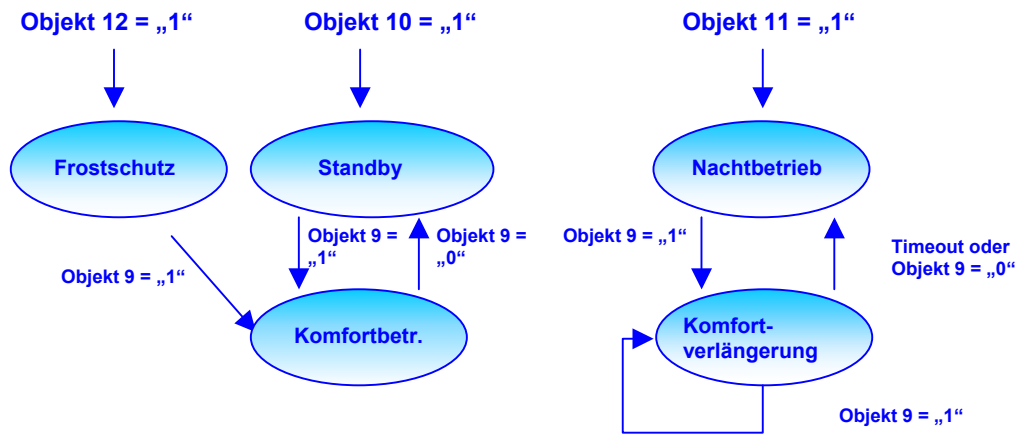 Objekt 12 = „1“
Objekt 10 = „1“
Objekt 11 = „1“
Frostschutz
Standby
Nachtbetrieb
Objekt 9 =
„1“
Objekt 9 =
„0“
Objekt 9 = „1“
Timeout oder
Objekt 9 = „0“
Objekt 9 = „1“
Komfortbetr.
Komfort-
verlängerung
Objekt 9 = „1“